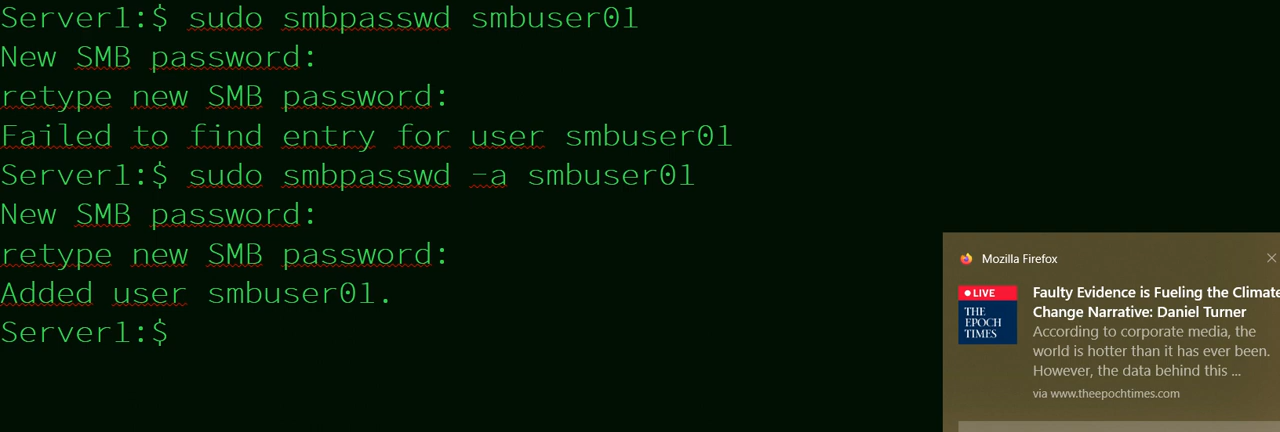 Server1:$ sudo smbpasswd smbuser01
New SMB password:
retype new SMB password:
Failed to find entry for user smbuser01
Server1:$ sudo smbpasswd -a smbuser01
New SMB password:
retype new SMB password:
Added user smbuser01.
Server1:$
Mozilla Firefox
LIVE
THE
EPOCH
TIMES
Faulty Evidence is Fueling the Climate
Change Narrative: Daniel Turner
According to corporate media, the
world is hotter than it has ever been.
However, the data behind this ...
via www.theepochtimes.com